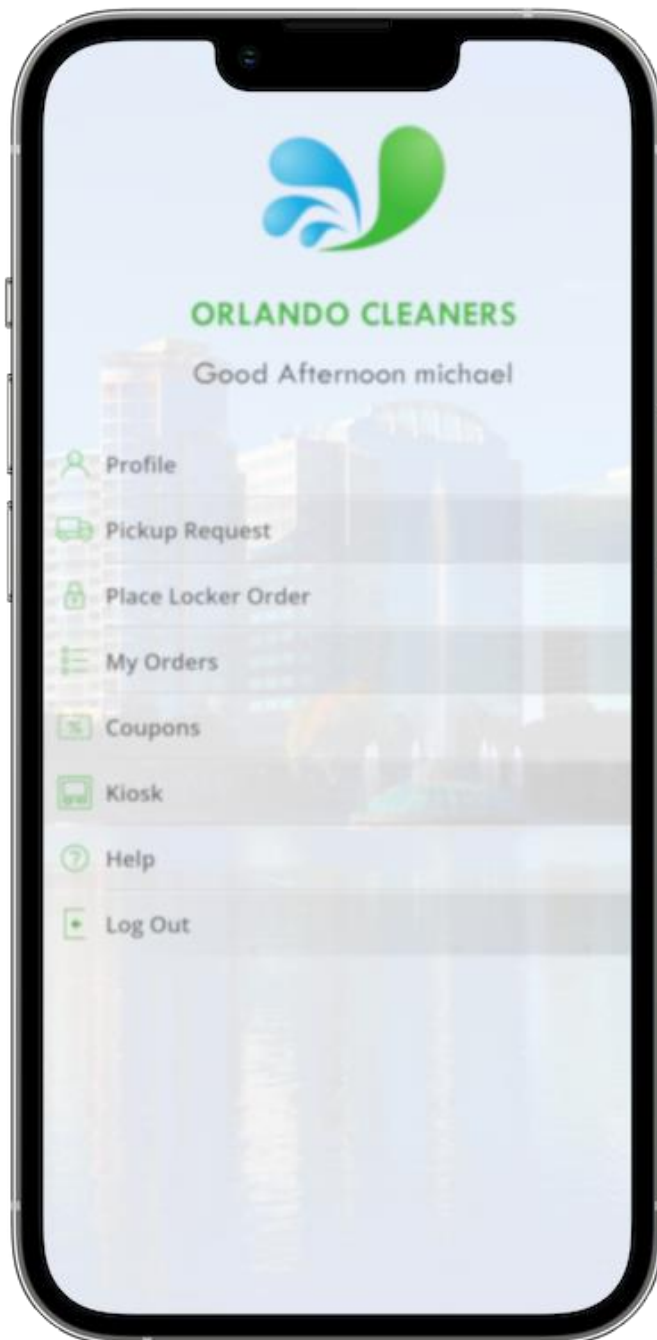 ORLANDO CLEANERS
Good Afternoon michael
Profile
Pickup Request
Place Locker Order
My Orders
Coupons
Kiosk
Help
Log Out